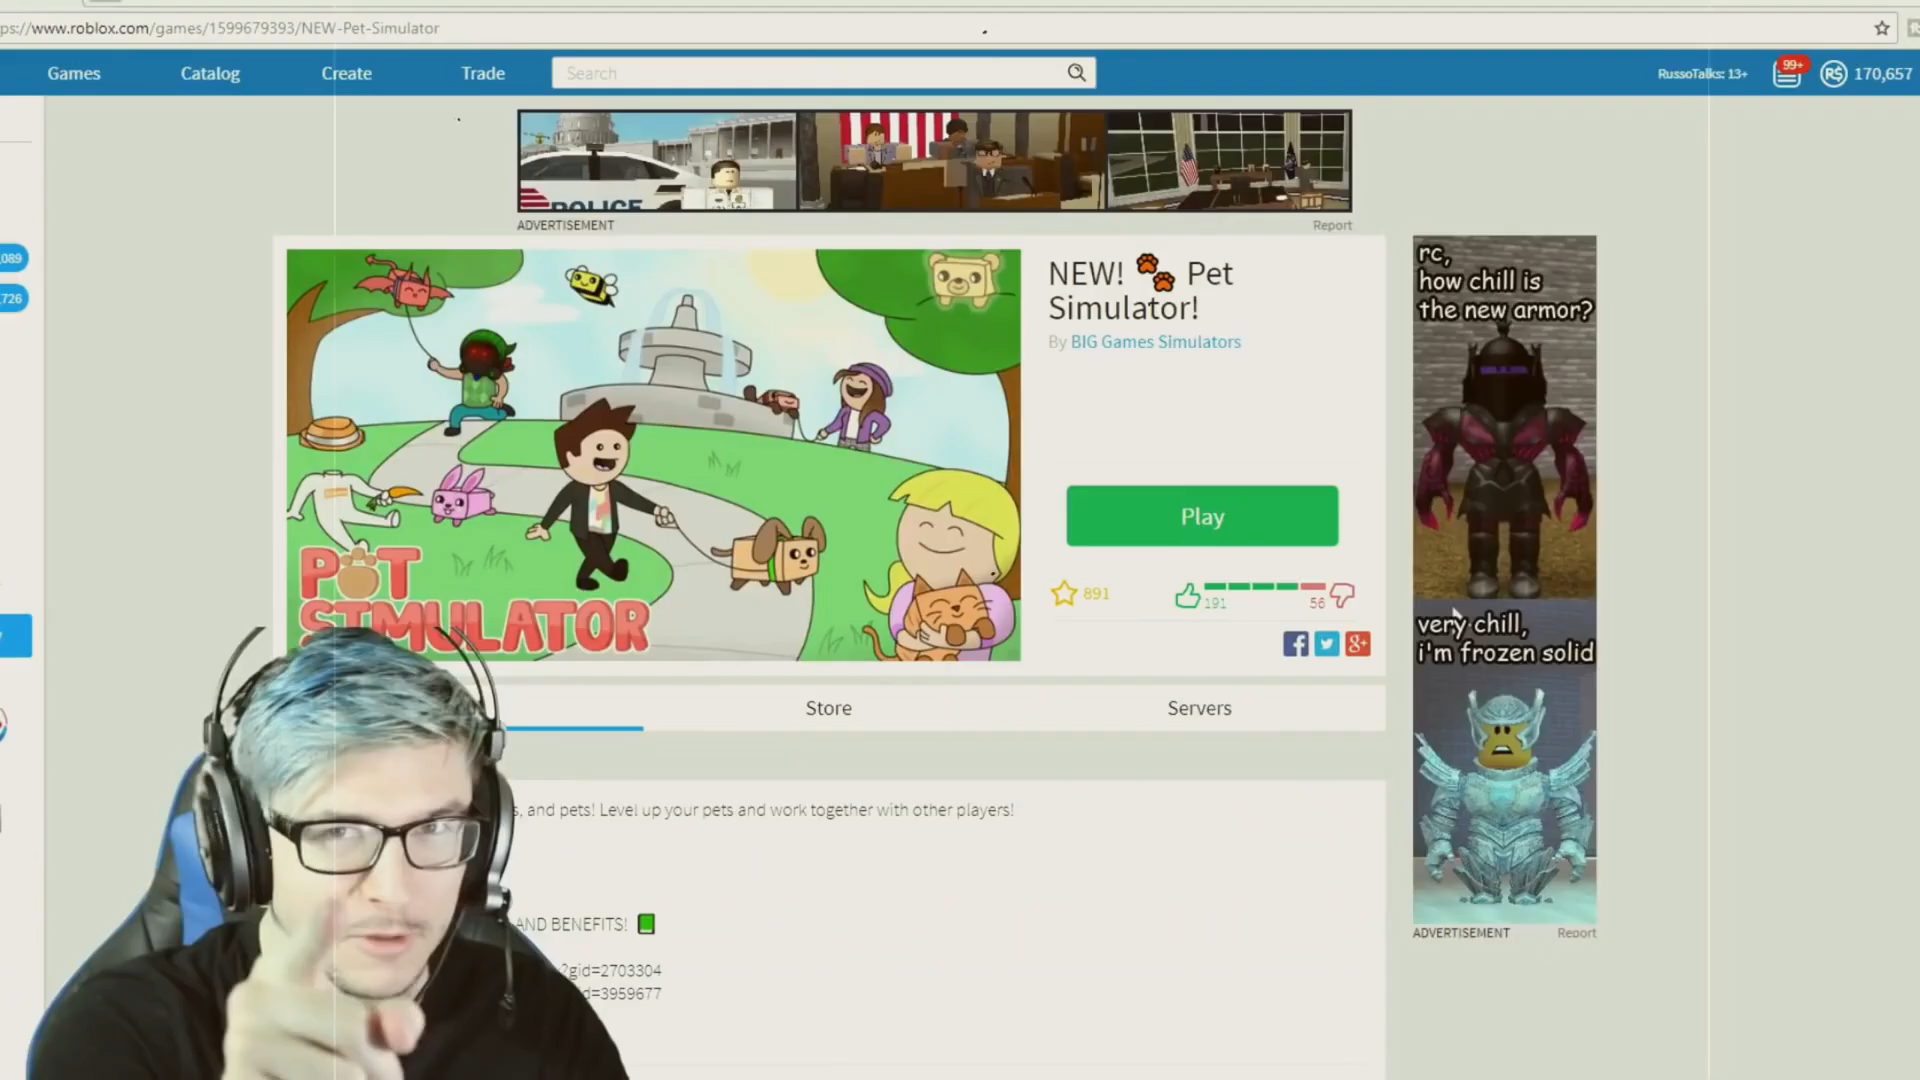 ps://www.roblox.com/games/1599679393/NEW-Pet-Simulator
Games
Catalog
Create
Trade
Search
RussoTalks: 13+
99+
R$
170,657
POLICE
ADVERTISEMENT
Report
,089
,726
NEW! 🐾 Pet
Simulator!
By BIG Games Simulators
Play
891
191
56
PET
SIMULATOR
rc,
how chill is
the new armor?
very chill,
i'm frozen solid
ADVERTISEMENT
Report
Store
Servers
s, and pets! Level up your pets and work together with other players!
AND BENEFITS!
?gid=2703304
d=3959677